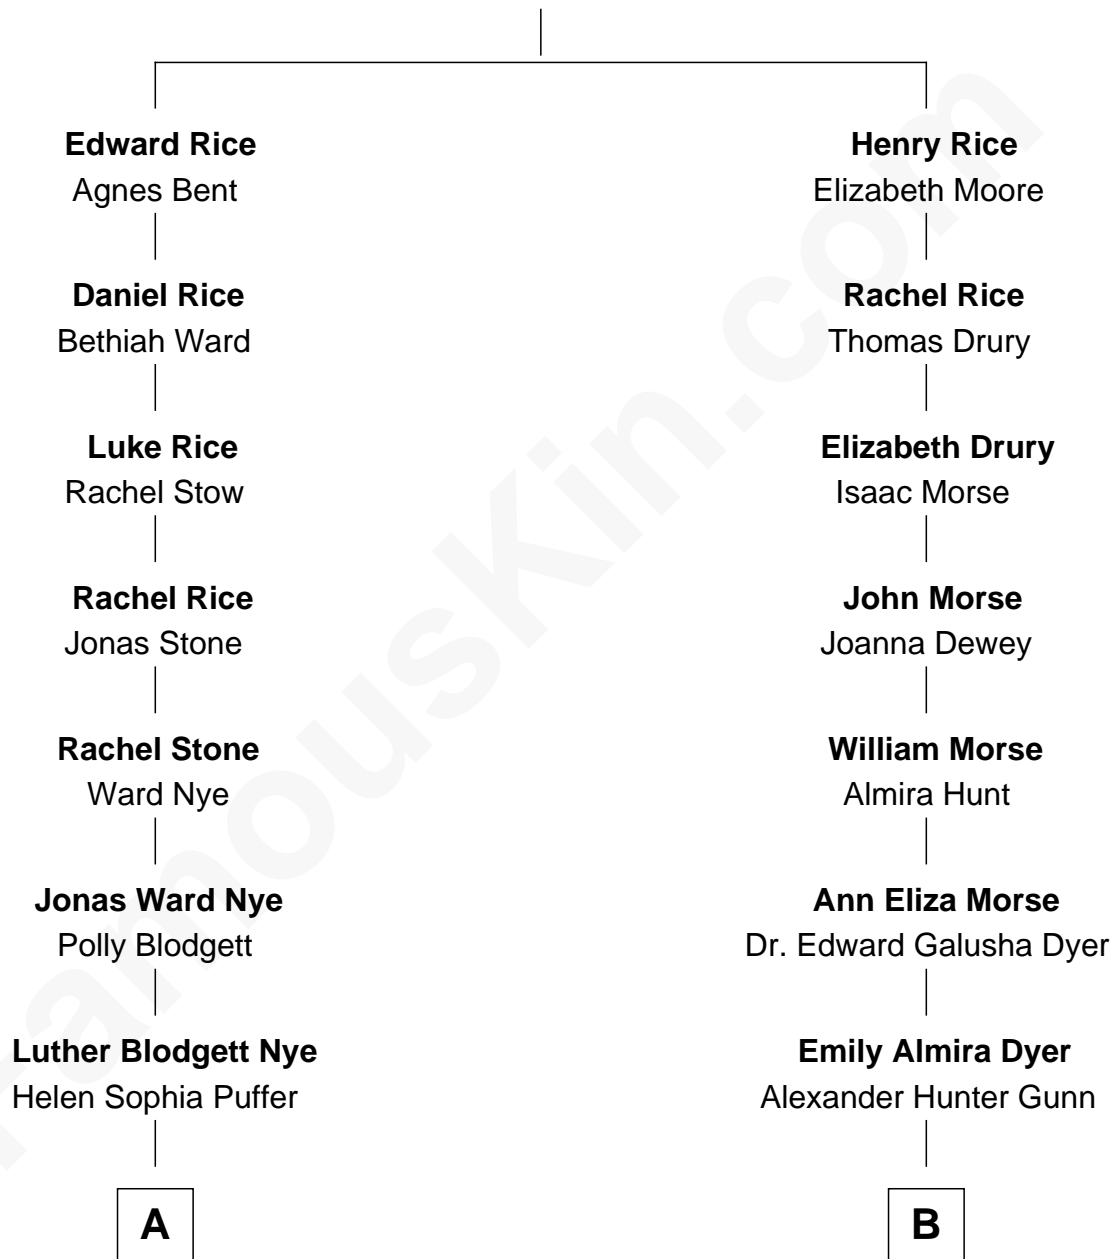 Edward Rice
Agnes Bent
Daniel Rice
Bethiah Ward
Luke Rice
Rachel Stow
Rachel Rice
Jonas Stone
Rachel Stone
Ward Nye
Jonas Ward Nye
Polly Blodgett
Luther Blodgett Nye
Helen Sophia Puffer
A
Henry Rice
Elizabeth Moore
Rachel Rice
Thomas Drury
Elizabeth Drury
Isaac Morse
John Morse
Joanna Dewey
William Morse
Almira Hunt
Ann Eliza Morse
Dr. Edward Galusha Dyer
Emily Almira Dyer
Alexander Hunter Gunn
B
FamousKin.com